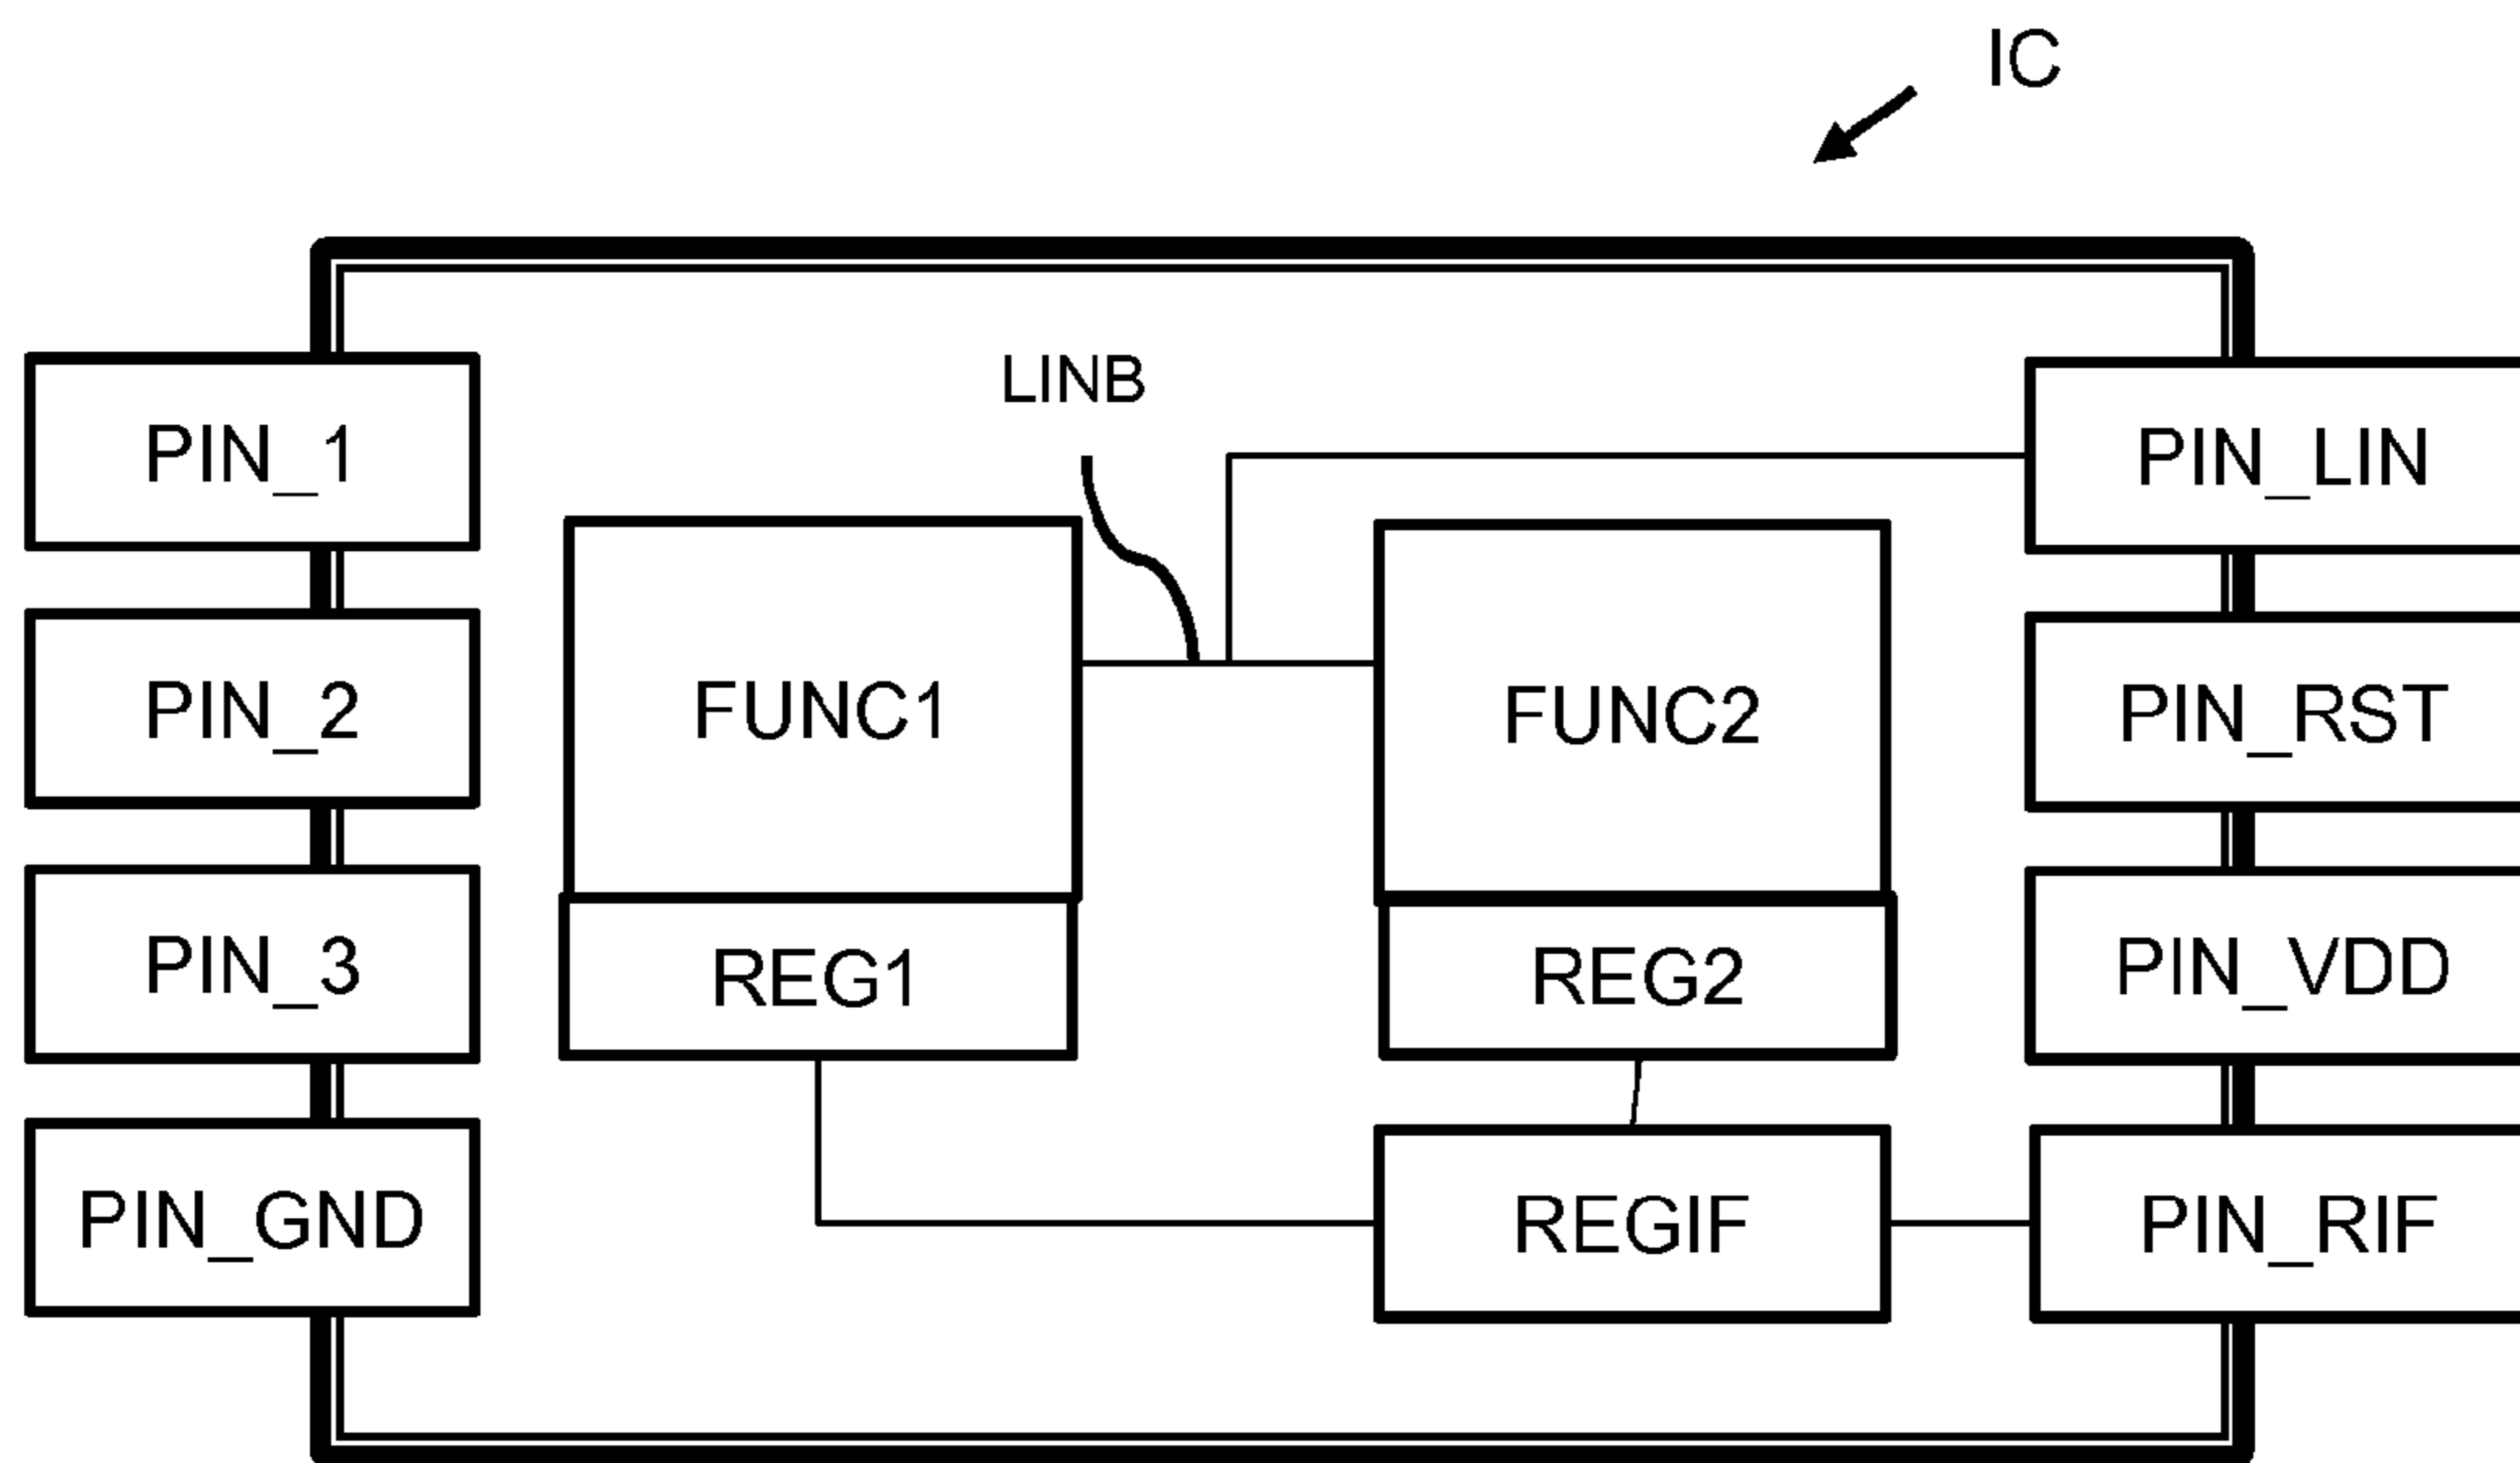 IC
LINB
PIN_1
PIN_LIN
PIN_2
FUNC1
FUNC2
PIN_RST
PIN_3
REG1
REG2
PIN_VDD
PIN_GND
REGIF
PIN_RIF